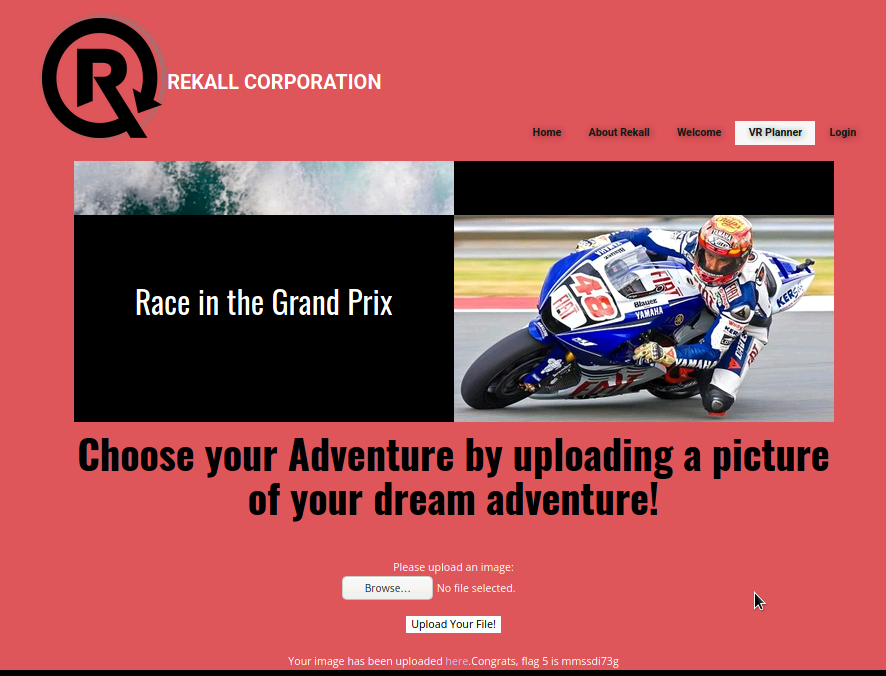 R
REKALL CORPORATION
Home About Rekall Welcome VR Planner Login
Race in the Grand Prix
48
Blauer
YAMAHA
FIAT
Choose your Adventure by uploading a picture
of your dream adventure!
Please upload an image:
Browse... No file selected.
Upload Your File!
Your image has been uploaded here.Congrats, flag 5 is mmssdi73g